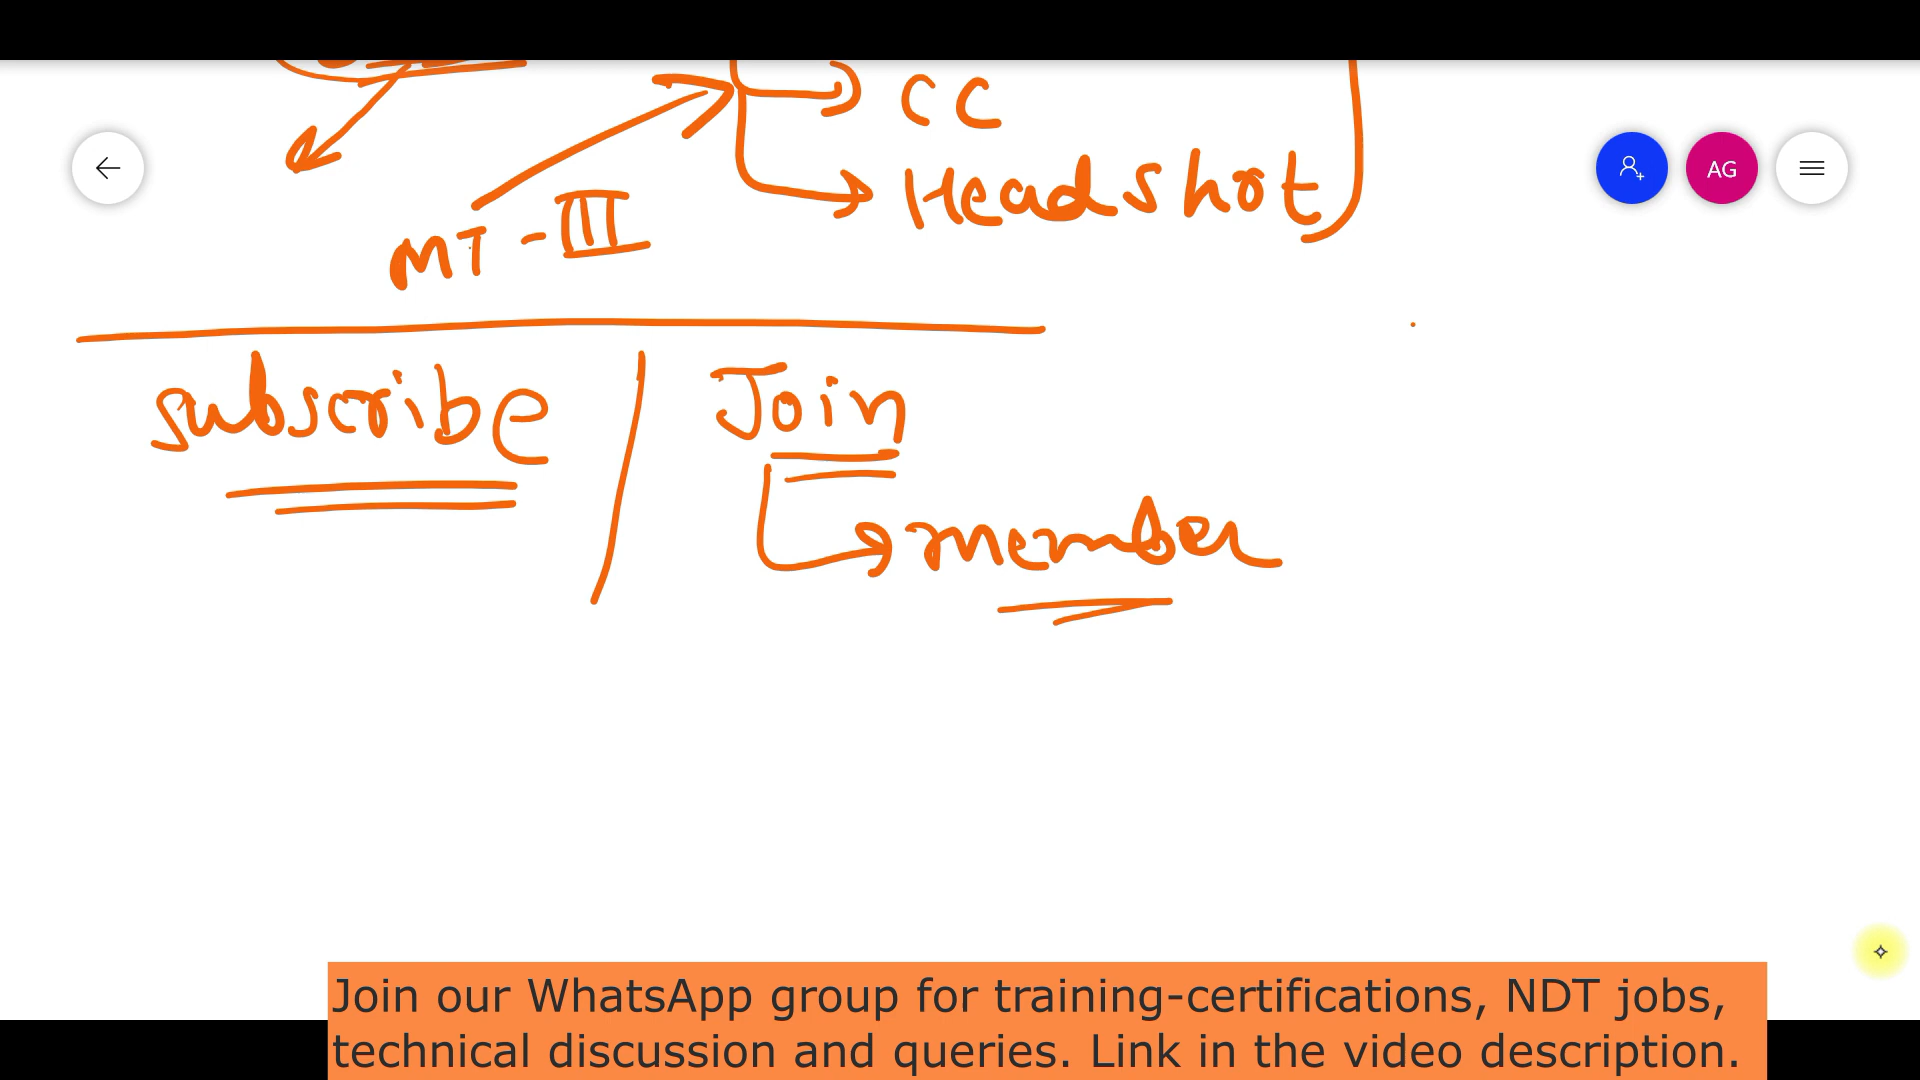 CC
Headshot
AG
MT - III
subscribe
Join
member
Join our WhatsApp group for training-certifications, NDT jobs,
technical discussion and queries. Link in the video description.